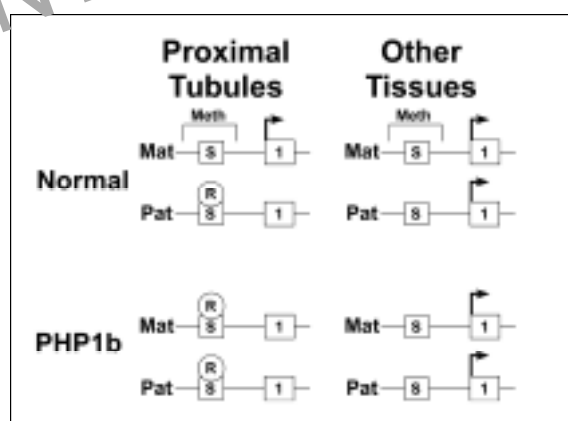 Proximal Tubules Other Tissues
Meth Meth
Mat S 1 Mat S 1
Normal
R
Pat S 1 Pat S 1
R
Mat S 1 Mat S 1
PHP1b
R
Pat S 1 Pat S 1